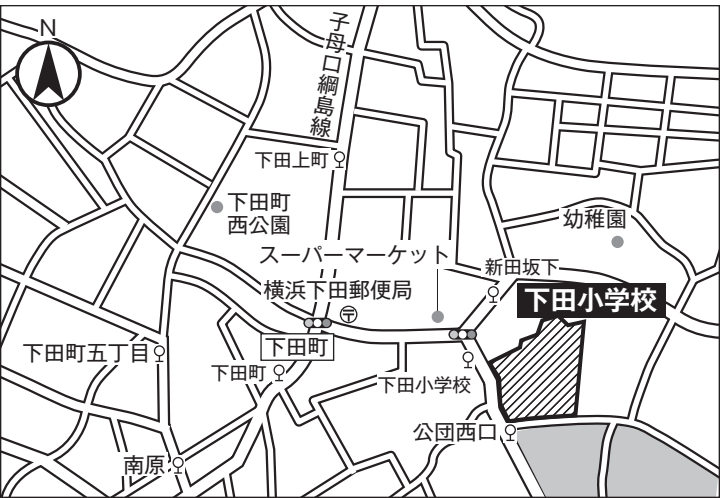 N
子母口綱島線
下田上町
下田町
西公園
幼稚園
スーパーマーケット
新田坂下
横浜下田郵便局
〒
下田小学校
下田町
下田町五丁目
下田町
下田小学校
公団西口
南原